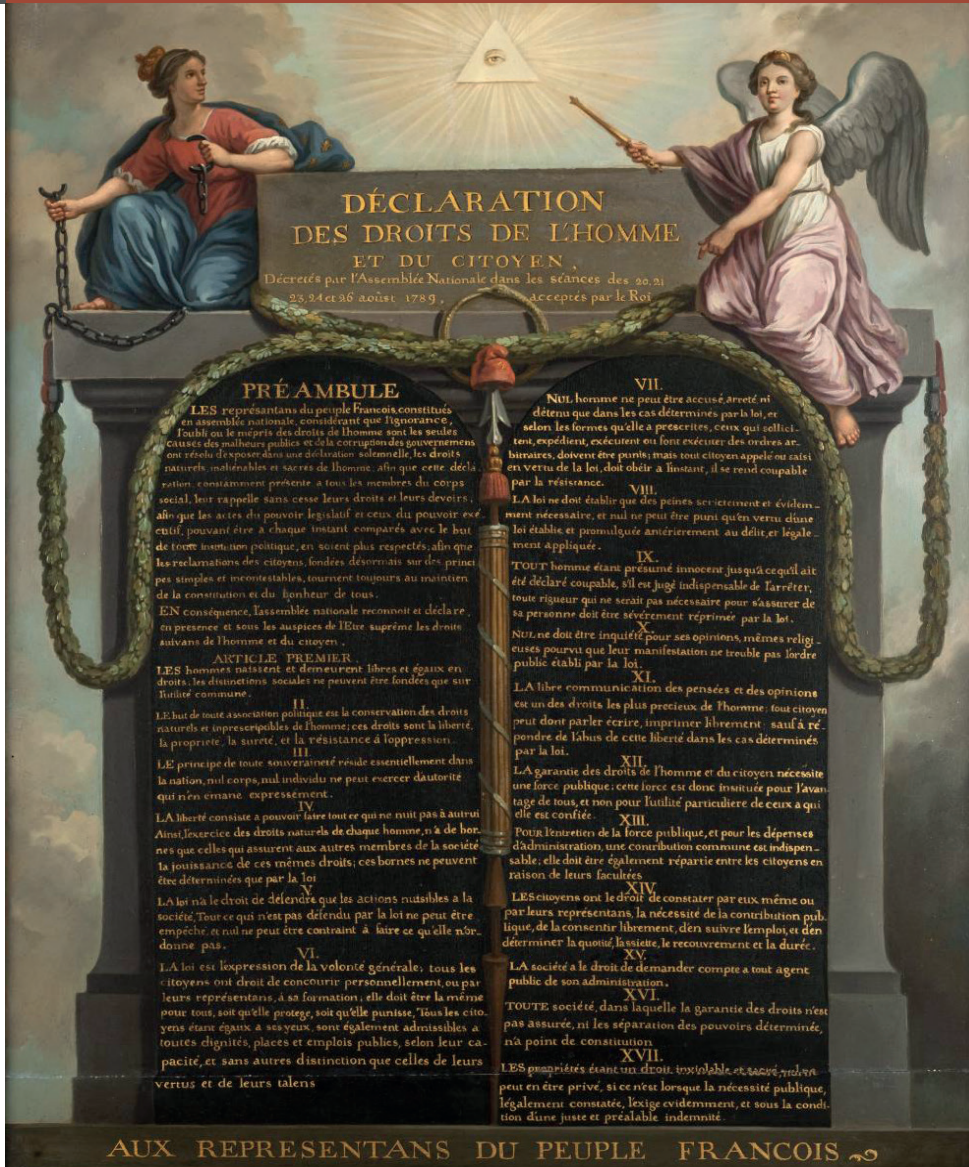 DÉCLARATION
DES DROITS DE L'HOMME
ET DU CITOYEN,
Décretés par l'Assemblée Nationale dans les séances des 20, 21
23, 24 et 26 août 1789, acceptés par le Roi
PRÉAMBULE
LES représantans du peuple Francois, constitués
en assemblée nationale, considérant que l'ignorance,
l'oubli ou le mépris des droits de l'homme sont les seules
causes des malheurs publics et de la corruption des gouvernemens
ont résolu d'exposer, dans une déclaration solemnelle, les droits
naturels, inaliénables et sacrés de l'homme, afin que cette décla-
ration, constamment présente a tous les membres du corps
social, leur rappelle sans cesse leurs droits et leurs devoirs,
afin que les actes du pouvoir legislatif et ceux du pouvoir exé-
cutif, pouvant être a chaque instant comparés avec le but
de toute institution politique, en soient plus respectés; afin que
les reclamations des citoyens, fondées désormais sur des princi-
pes simples et incontestables, tournent toujours au maintien
de la constitution et du bonheur de tous.
EN conséquence, l'assemblée nationale reconnoit et déclare,
en presence et sous les auspices de l'Etre suprême les droits
suivans de l'homme et du citoyen.
ARTICLE PREMIER.
LES hommes naissent et demeurent libres et égaux en
droits; les distinctions sociales ne peuvent être fondées que sur
l'utilité commune.
II.
LE but de toute association politique est la conservation des droits
naturels et inprescriptibles de l'homme; ces droits sont la liberté,
la propriete, la sureté, et la résistance à l'oppression.
III.
LE principe de toute souveraineté réside essentiellement dans
la nation, nul corps, nul individu ne peut exercer d'autorité
qui n'en emane expressément.
IV.
LA liberté consiste a pouvoir faire tout ce qui ne nuit pas à autrui
Ainsi, l'exercice des droits naturels de chaque homme, n'a de bor-
nes que celles qui assurent aux autres membres de la société
la jouissance de ces mêmes droits; ces bornes ne peuvent
être déterminées que par la loi
V.
LA loi n'a le droit de défendre que les actions nuisibles a la
société, Tout ce qui n'est pas défendu par la loi ne peut être
empêché, et nul ne peut être contraint à faire ce qu'elle n'or-
donne pas.
VI.
LA loi est l'expression de la volonté générale; tous les
citoyens ont droit de concourir personnellement, ou par
leurs représentans, à sa formation; elle doit être la même
pour tous, soit qu'elle protege, soit qu'elle punisse, Tous les cito-
yens étant égaux a ses yeux, sont également admissibles a
toutes dignités, places et emplois publics, selon leur ca-
pacité, et sans autres distinction que celles de leurs
vertus et de leurs talens
VII.
NUL homme ne peut être accusé, arreté ni
détenu que dans les cas déterminés par la loi, et
selon les formes qu'elle a prescrites, ceux qui sollici-
tent, expédient, exécutent ou font exécuter des ordres ar-
bitraires, doivent être punis; mais tout citoyen appelé ou saisi
en vertu de la loi, doit obéir a l'instant, il se rend coupable
par la résistance.
VIII.
LA loi ne doit établir que des peines strictement et évidem-
ment nécessaire, et nul ne peut être puni qu'en vertu d'une
loi établie et promulguée antérierement au délit, et légale-
ment appliquée.
IX.
TOUT homme étant présumé innocent jusqu'a ce qu'il ait
été déclaré coupable, s'il est jugé indispensable de l'arrêter,
toute rigueur qui ne serait pas nécessaire pour s'assurer de
sa personne doit être sévèrement réprimée par la loi.
X.
NUL ne doit être inquiété pour ses opinions, mêmes religi-
euses pourvu que leur manifestation ne trouble pas l'ordre
public établi par la loi.
XI.
LA libre communication des pensées et des opinions
est un des droits les plus precieux de l'homme; tout citoyen
peut dont parler écrire, imprimer librement; sauf à ré-
pondre de l'abus de cette liberté dans les cas déterminés
par la loi.
XII.
LA garantie des droits de l'homme et du citoyen nécessite
une force publique; cette force est donc instituée pour l'avan-
tage de tous, et non pour l'utilité particuliere de ceux a qui
elle est confiée.
XIII.
POUR l'entretien de la force publique, et pour les dépenses
d'administration, une contribution commune est indispen-
sable; elle doit être également répartie entre les citoyens en
raison de leurs facultées
XIV.
LES citoyens ont le droit de constater par eux même ou
par leurs représentans, la nécessité de la contribution pub-
lique, de la consentir librement, d'en suivre l'emploi, et d'en
déterminer la quotité, l'assiette, le recouvrement et la durée.
XV.
LA société a le droit de demander compte a tout agent
public de son administration.
XVI.
TOUTE société, dans laquelle la garantie des droits n'est
pas assurée, ni les séparation des pouvoirs déterminée,
n'a point de constitution
XVII.
LES propriétés étant un droit inviolable et sacré, nul ne
peut en être privé, si ce n'est lorsque la nécessité publique,
légalement constatée, l'exige evidemment, et sous la condi-
tion d'une juste et préalable indemnité.
AUX REPRESENTANS DU PEUPLE FRANCOIS